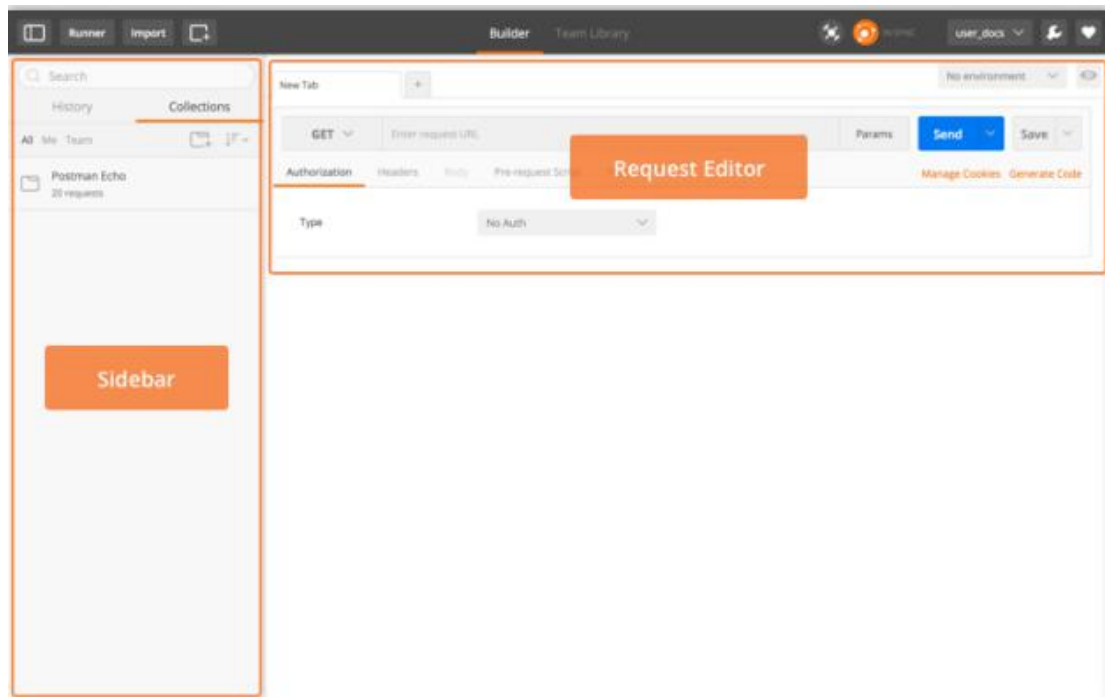 Runner Import Builder Team Library user_docs
Search
History Collections
All Me Team
Postman Echo
20 requests
Sidebar
New Tab + No environment
GET Enter request URL Params Send Save
Request Editor
Authorization Headers Body Pre-request Manage Cookies Generate Code
Type No Auth